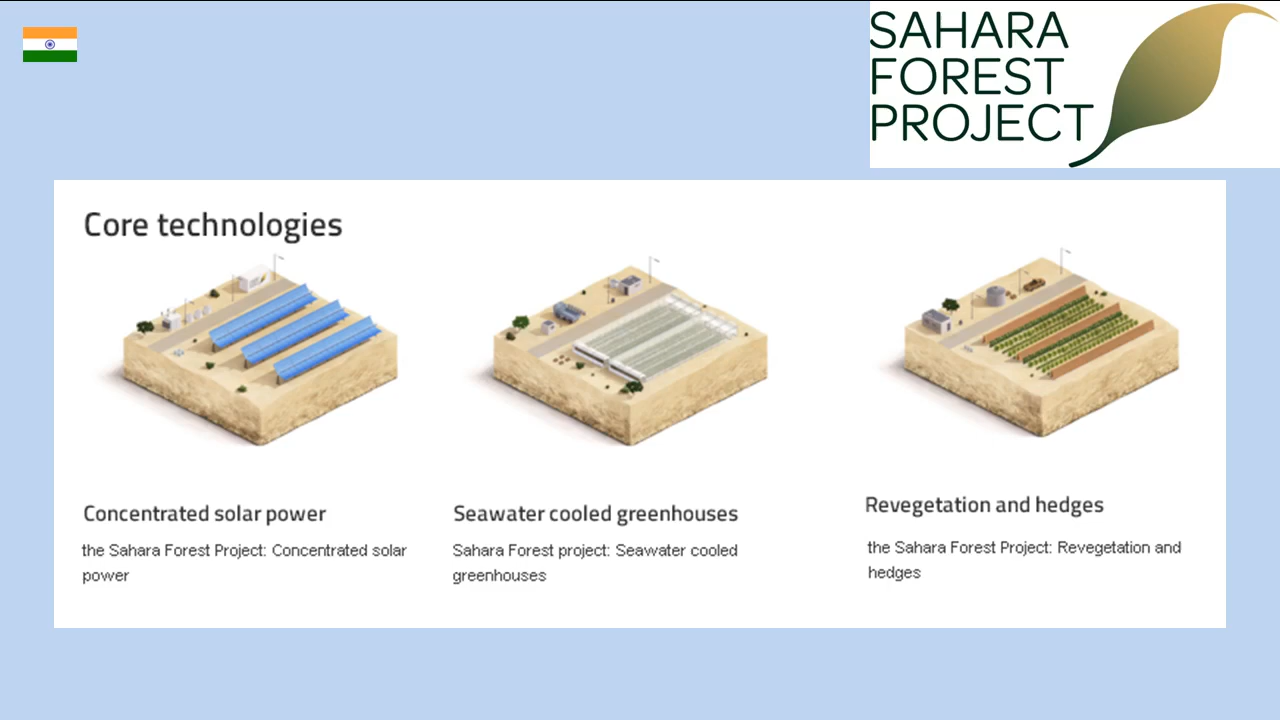 SAHARA
FOREST
PROJECT
Core technologies
Concentrated solar power
the Sahara Forest Project: Concentrated solar
power
Seawater cooled greenhouses
Sahara Forest project: Seawater cooled
greenhouses
Revegetation and hedges
the Sahara Forest Project: Revegetation and
hedges